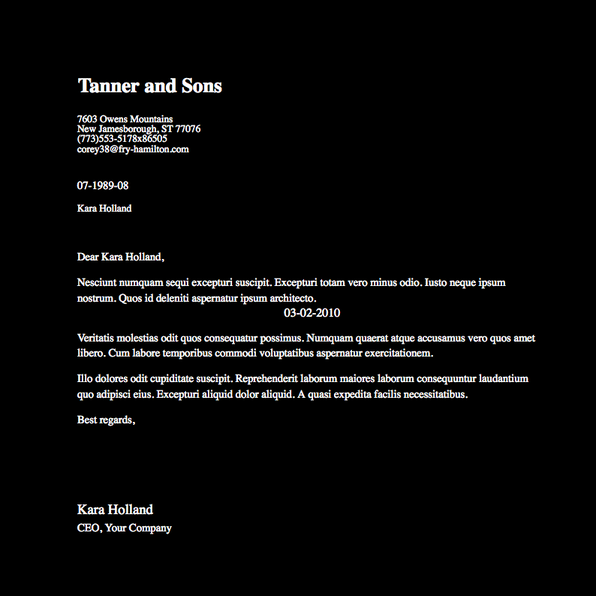 Tanner and Sons
7603 Owens Mountains
New Jamesborough, ST 77076
(773)553-5178x86505
corey38@fry-hamilton.com
07-1989-08
Kara Holland
Dear Kara Holland,
Nesciunt numquam sequi excepturi suscipit. Excepturi totam vero minus odio. Iusto neque ipsum
nostrum. Quos id deleniti aspernatur ipsum architecto.
03-02-2010
Veritatis molestias odit quos consequatur possimus. Numquam quaerat atque accusamus vero quos amet
libero. Cum labore temporibus commodi voluptatibus aspernatur exercitationem.
Illo dolores odit cupiditate suscipit. Reprehenderit laborum maiores laborum consequuntur laudantium
quo adipisci eius. Excepturi aliquid dolor aliquid. A quasi expedita facilis necessitatibus.
Best regards,
Kara Holland
CEO, Your Company